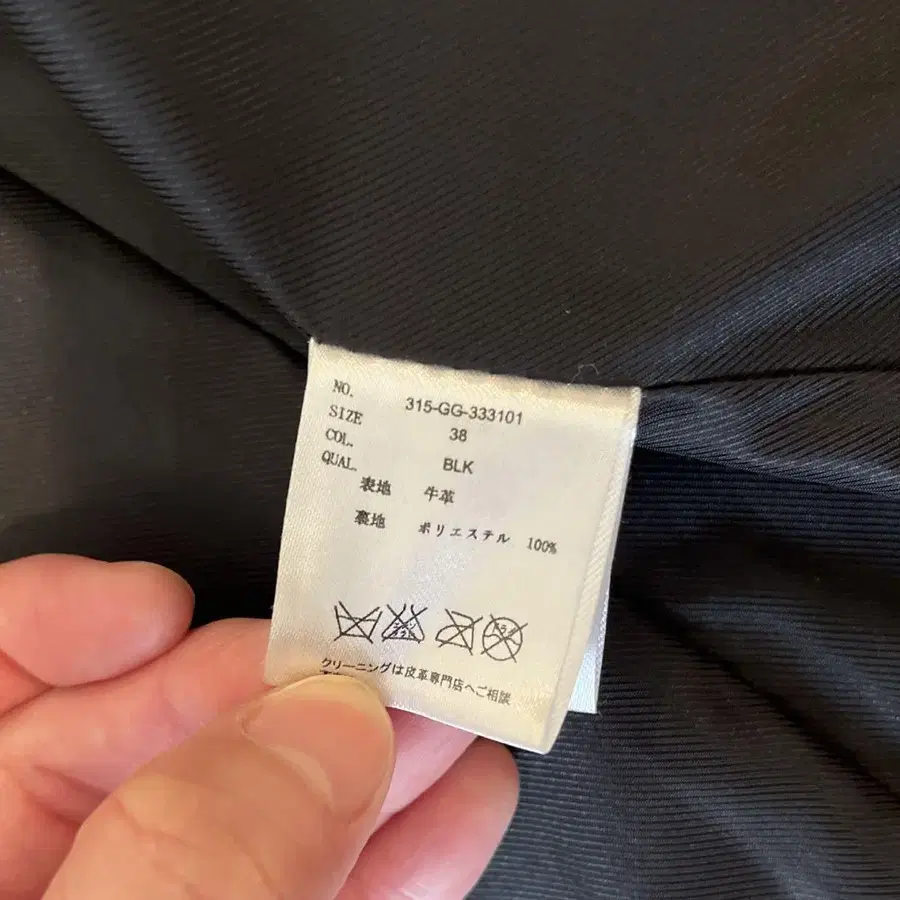 NO. 315-GG-333101
SIZE 38
COL. BLK
QUAL.
表地 牛革
裏地 ポリエステル 100%
クリーニングは皮革専門店へご相談